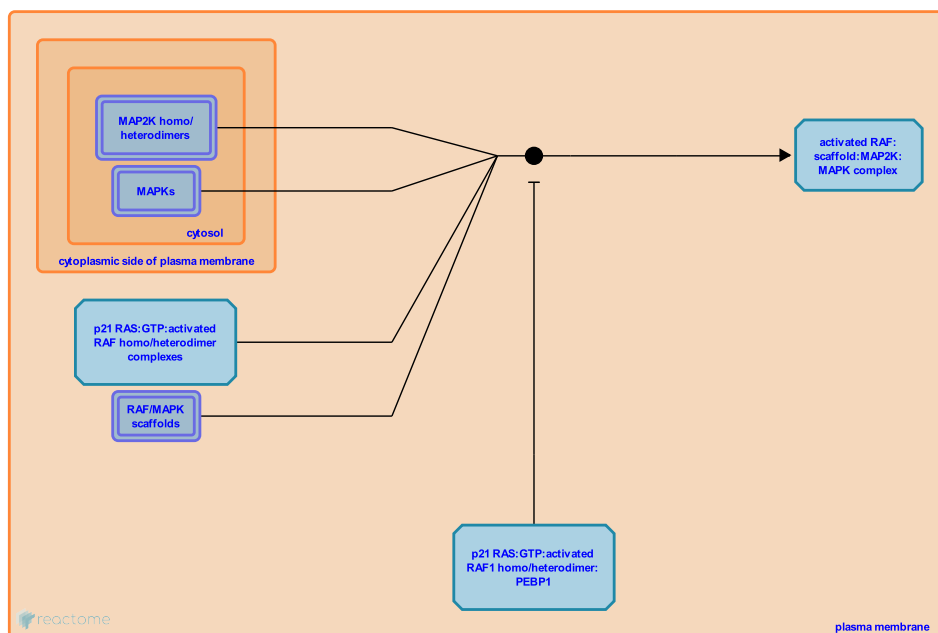 MAP2K homo/
heterodimers
MAPKs
cytosol
cytoplasmic side of plasma membrane
p21 RAS:GTP:activated
RAF homo/heterodimer
complexes
RAF/MAPK
scaffolds
activated RAF:
scaffold:MAP2K:
MAPK complex
p21 RAS:GTP:activated
RAF1 homo/heterodimer:
PEBP1
reactome
plasma membrane